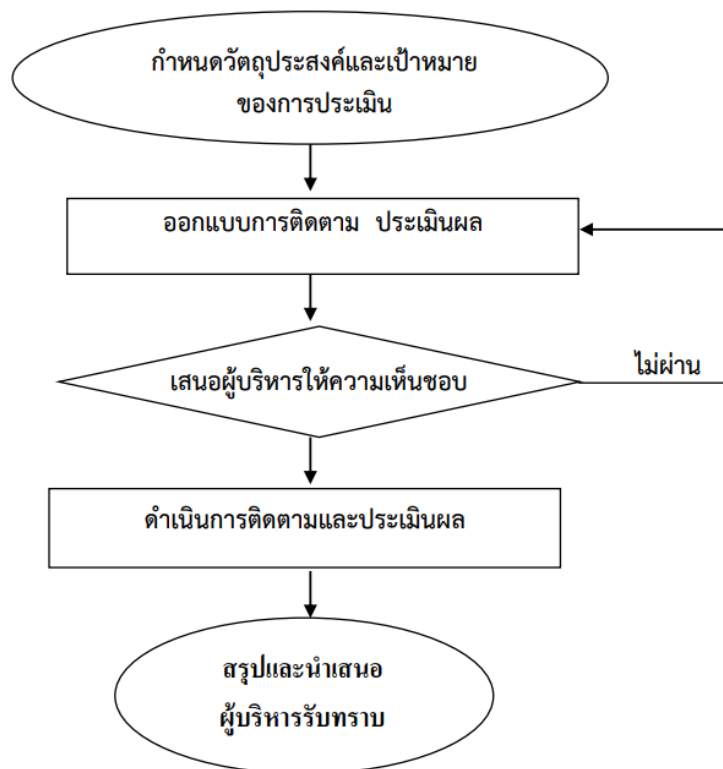 กำหนดวัตถุประสงค์และเป้าหมาย
ของการประเมิน
ออกแบบการติดตาม ประเมินผล
เสนอผู้บริหารให้ความเห็นชอบ
ไม่ผ่าน
ดำเนินการติดตามและประเมินผล
สรุปและนำเสนอ
ผู้บริหารรับทราบ